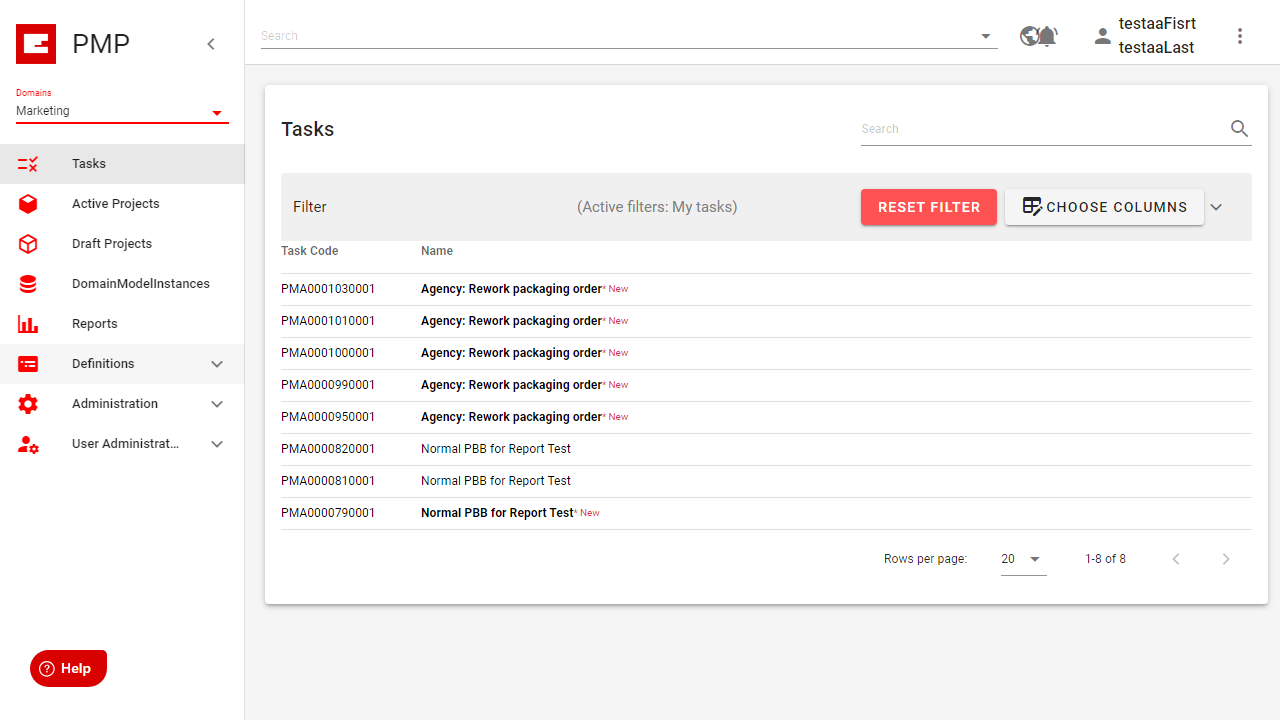 PMP
Domains
Marketing
Tasks
Active Projects
Draft Projects
DomainModelInstances
Reports
Definitions
Administration
User Administrat...
Help
Search
testaaFisrt
testaaLast
Tasks
Search
Filter
(Active filters: My tasks)
RESET FILTER
CHOOSE COLUMNS
Task Code Name
PMA0001030001 Agency: Rework packaging order* New
PMA0001010001 Agency: Rework packaging order* New
PMA0001000001 Agency: Rework packaging order* New
PMA0000990001 Agency: Rework packaging order* New
PMA0000950001 Agency: Rework packaging order* New
PMA0000820001 Normal PBB for Report Test
PMA0000810001 Normal PBB for Report Test
PMA0000790001 Normal PBB for Report Test* New
Rows per page: 20 1-8 of 8